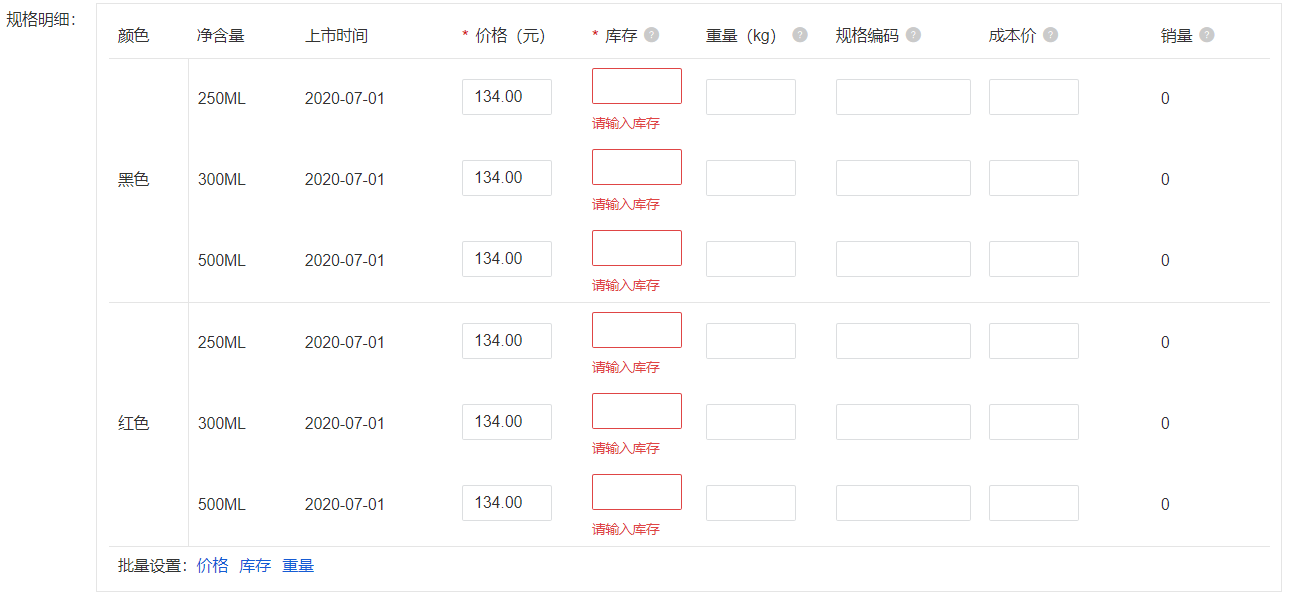 规格明细:
颜色 净含量 上市时间 * 价格（元） * 库存 ? 重量（kg） ? 规格编码 ? 成本价 ? 销量 ?
250ML 2020-07-01 134.00 0
请输入库存
黑色 300ML 2020-07-01 134.00 0
请输入库存
500ML 2020-07-01 134.00 0
请输入库存
250ML 2020-07-01 134.00 0
请输入库存
红色 300ML 2020-07-01 134.00 0
请输入库存
500ML 2020-07-01 134.00 0
请输入库存
批量设置: 价格 库存 重量